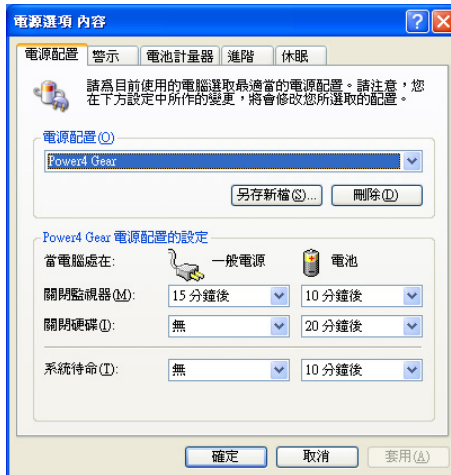 電源選項 內容
電源配置 警示 電池計量器 進階 休眠
請為目前使用的電腦選取最適當的電源配置。請注意，您
在下方設定中所作的變更，將會修改您所選取的配置。
電源配置(O)
Power4 Gear
另存新檔(S)... 刪除(D)
Power4 Gear 電源配置的設定
當電腦處在: 一般電源 電池
關閉監視器(M): 15 分鐘後 10 分鐘後
關閉硬碟(I): 無 20 分鐘後
系統待命(T): 無 10 分鐘後
確定 取消 套用(A)